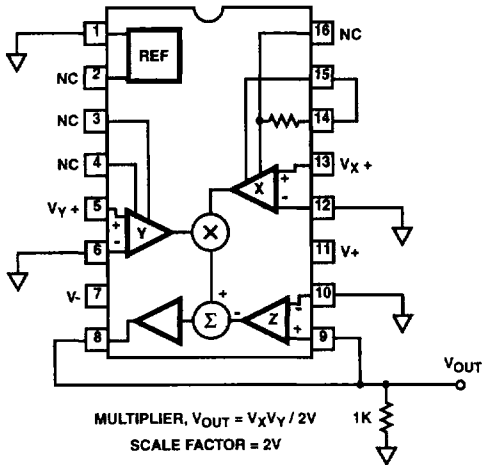 1
REF
16 NC
NC 2
15
NC 3
14
NC 4
X
+
-
13 VX +
VY + 5
+
-
Y
12
6
×
11 V+
V- 7
+
Σ
-
Z
-
+
10
8
9
VOUT
1K
MULTIPLIER, VOUT = VXVY / 2V
SCALE FACTOR = 2V